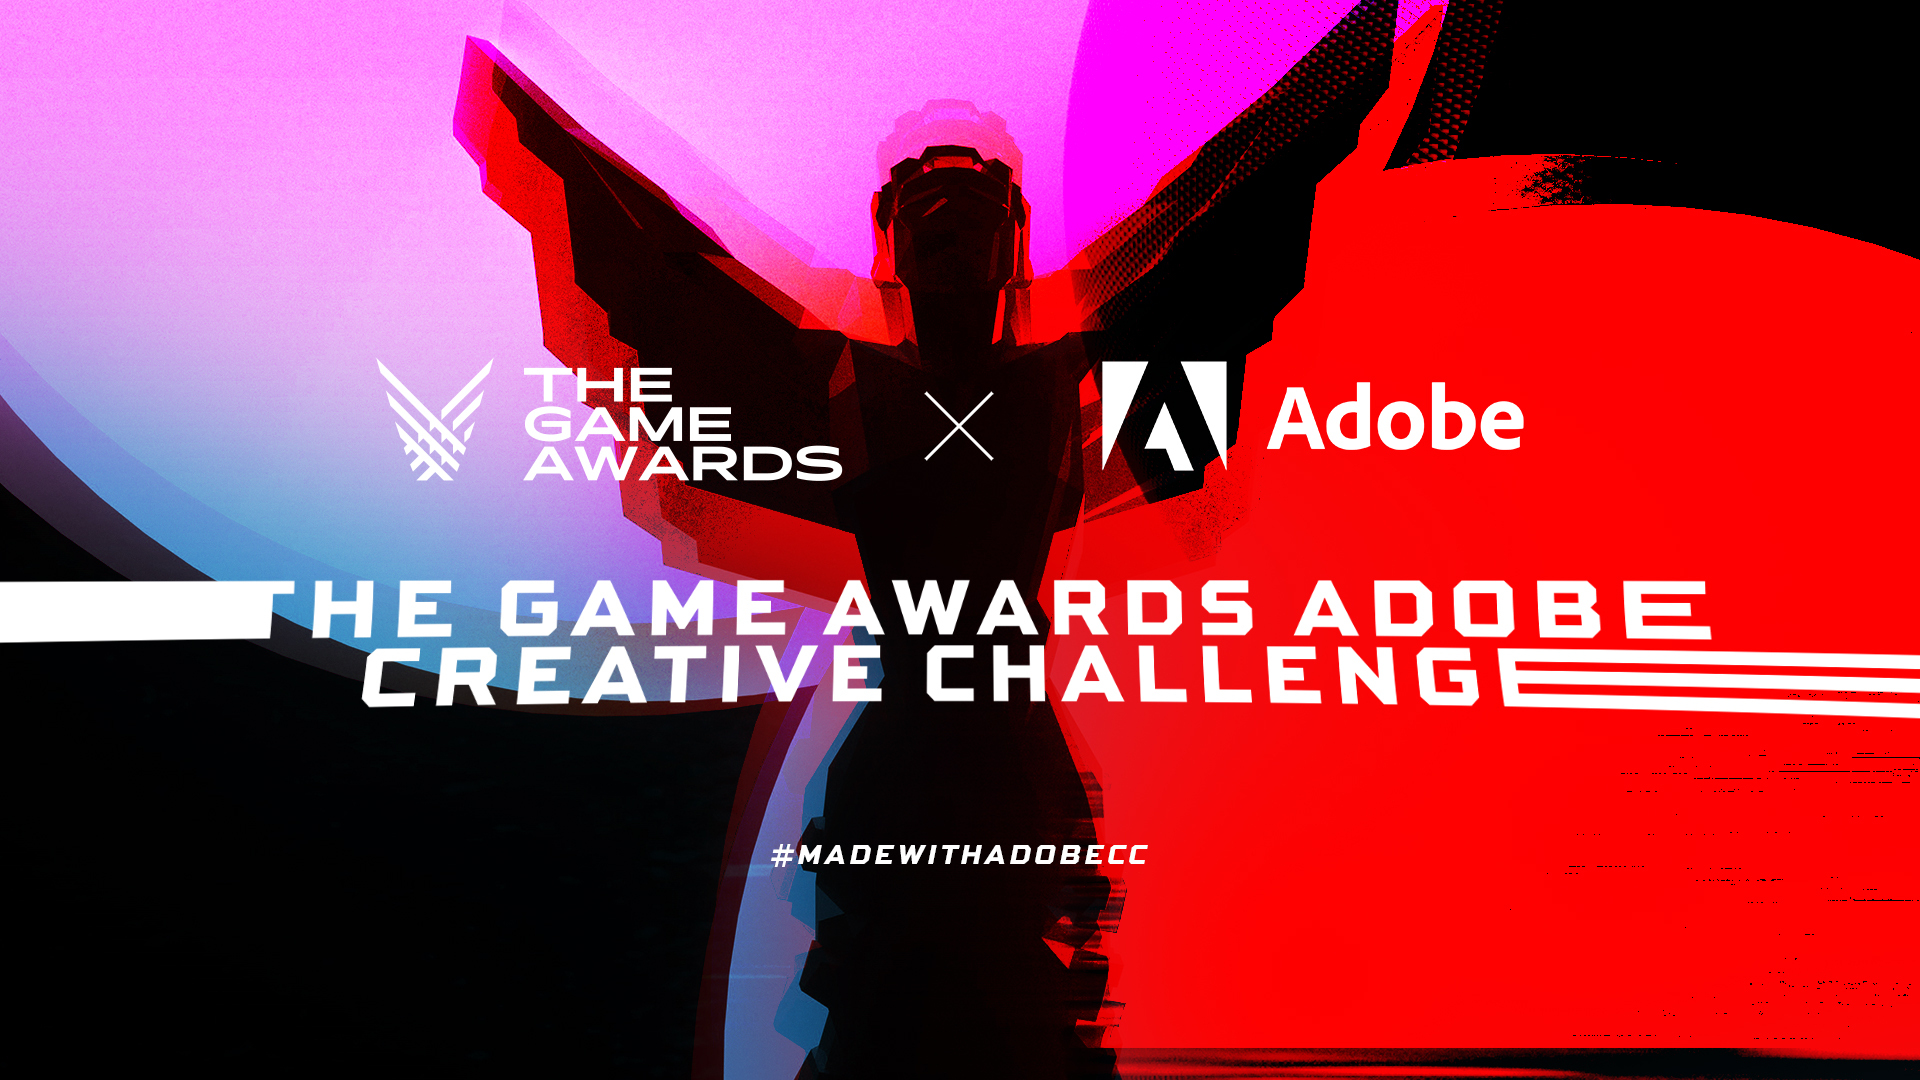 THE
GAME
AWARDS
Adobe
THE GAME AWARDS ADOBE
CREATIVE CHALLENGE
#MADEWITHADOBECC